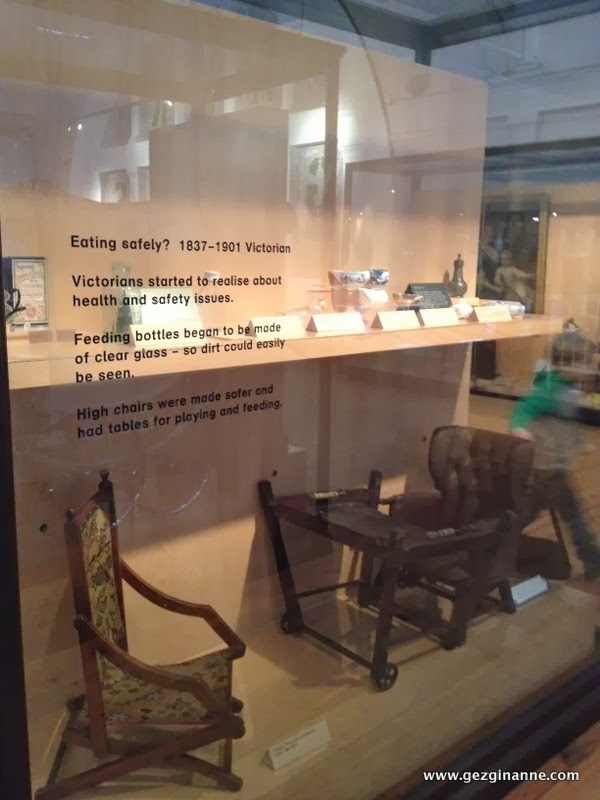 Eating safely? 1837–1901 Victorian
Victorians started to realise about
health and safety issues.
Feeding bottles began to be made
of clear glass – so dirt could easily
be seen.
High chairs were made safer and
had tables for playing and feeding.
www.gezginanne.com